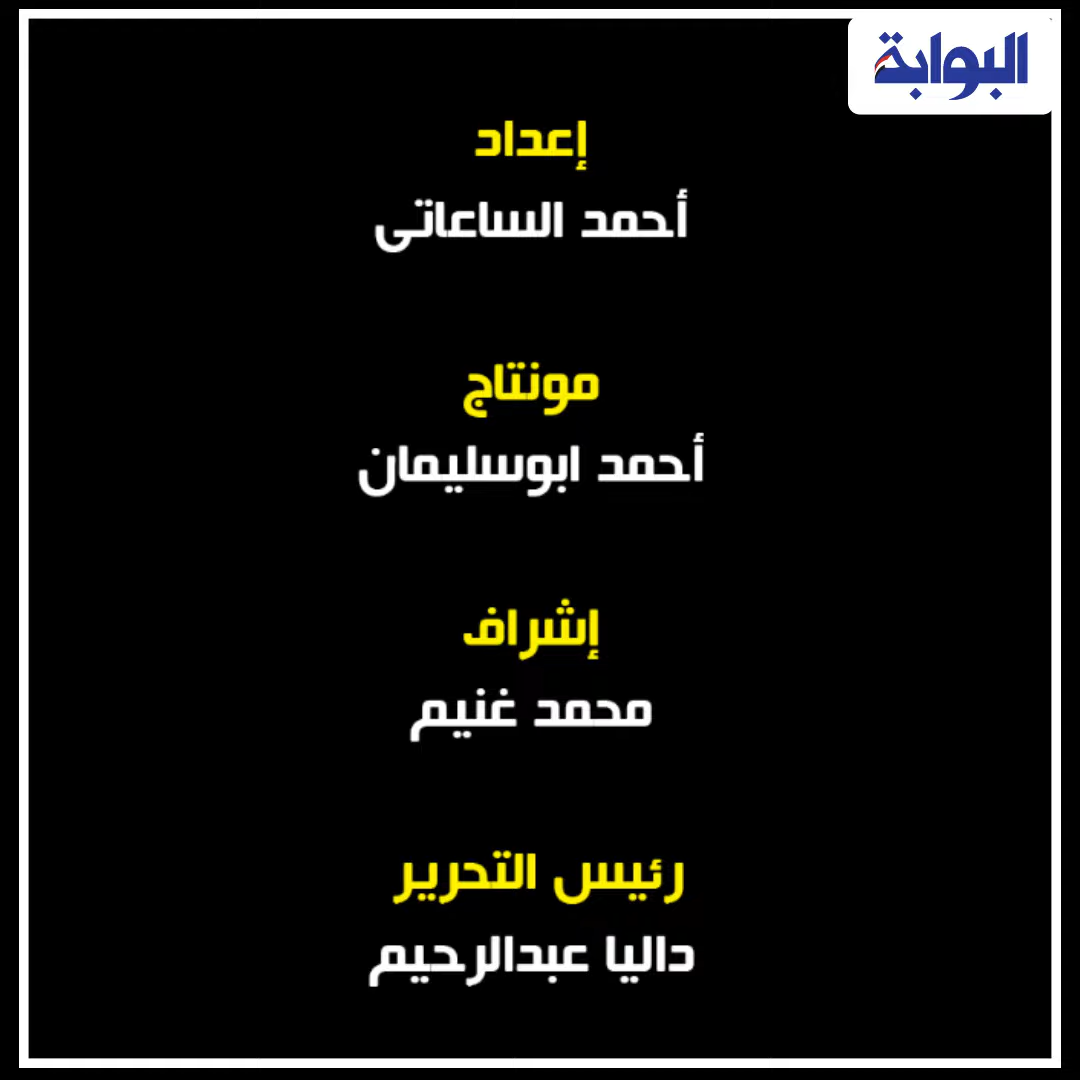 البوابة
إعداد
أحمد الساعاتى
مونتاج
أحمد ابوسليمان
إشراف
محمد غنيم
رئيس التحرير
داليا عبدالرحيم